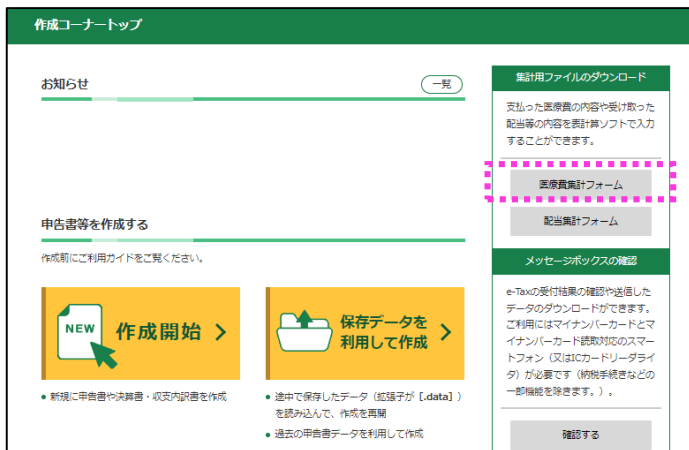 作成コーナートップ
お知らせ
一覧
申告書等を作成する
作成前にご利用ガイドをご覧ください。
NEW
作成開始
• 新規に申告書や決算書・収支内訳書を作成
保存データを
利用して作成
• 途中で保存したデータ（拡張子が［.data］）
を読み込んで、作成を再開
• 過去の申告書データを利用して作成
集計用ファイルのダウンロード
支払った医療費の内容や受け取った
配当等の内容を表計算ソフトで入力
することができます。
医療費集計フォーム
配当集計フォーム
メッセージボックスの確認
e-Taxの受付結果の確認や送信した
データのダウンロードができます。
ご利用にはマイナンバーカードとマ
イナンバーカード読取対応のスマー
トフォン（又はICカードリーダライ
タ）が必要です（納税手続きなどの
一部機能を除きます。）。
確認する